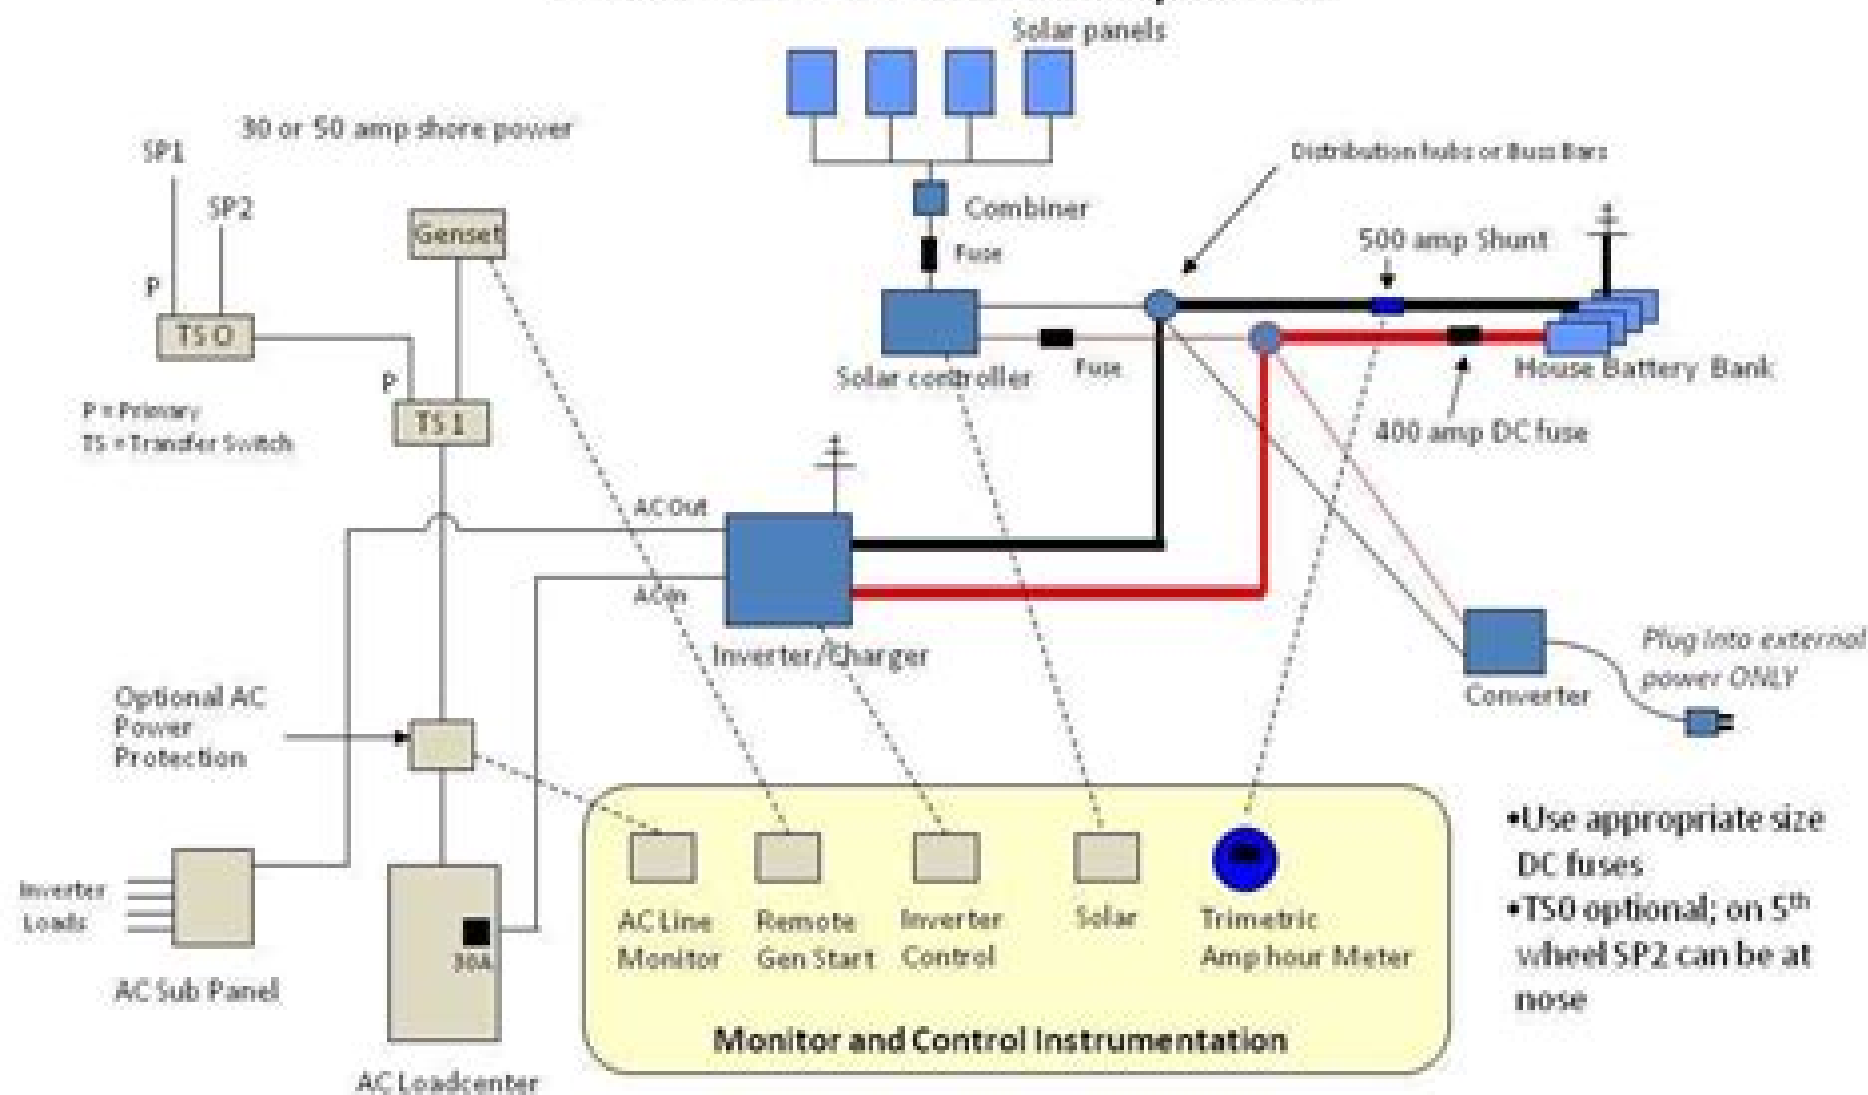 Solar panels
30 or 50 amp shore power
SP1
SP2
Distribution hubs or Buss Bars
Genset
Combiner
500 amp Shunt
Fuse
P
TS O
Solar controller
Fuse
House Battery Bank
P
P = Primary
TS = Transfer Switch
TS 1
400 amp DC fuse
AC Out
AC In
Inverter/Charger
Plug into external
power ONLY
Converter
Optional AC
Power
Protection
•Use appropriate size
DC fuses
•TS0 optional; on 5th
wheel SP2 can be at
nose
Inverter
Loads
AC Sub Panel
30A
AC Loadcenter
AC Line
Monitor
Remote
Gen Start
Inverter
Control
Solar
Trimetric
Amp hour Meter
Monitor and Control Instrumentation